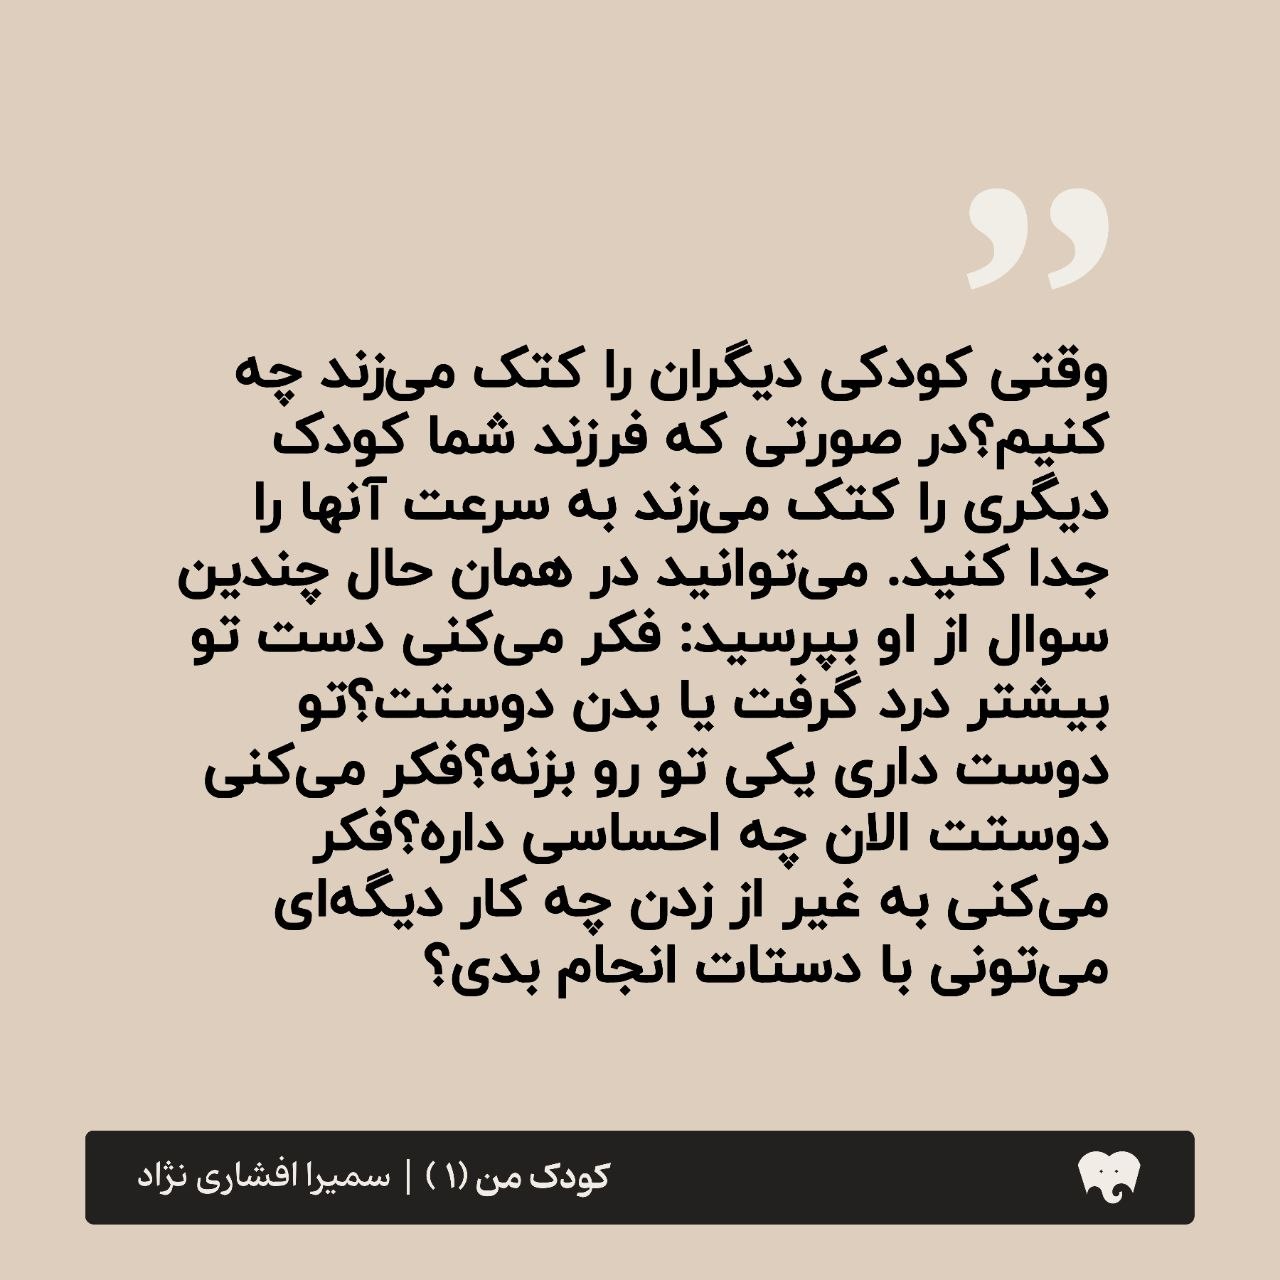 وقتی کودکی دیگران را کتک می‌زند چه
کنیم؟در صورتی که فرزند شما کودک
دیگری را کتک می‌زند به سرعت آنها را
جدا کنید. می‌توانید در همان حال چندین
سوال از او بپرسید: فکر می‌کنی دست تو
بیشتر درد گرفت یا بدن دوستت؟تو
دوست داری یکی تو رو بزنه؟فکر می‌کنی
دوستت الان چه احساسی داره؟فکر
می‌کنی به غیر از زدن چه کار دیگه‌ای
می‌تونی با دستات انجام بدی؟
کودک من (۱) | سمیرا افشاری نژاد